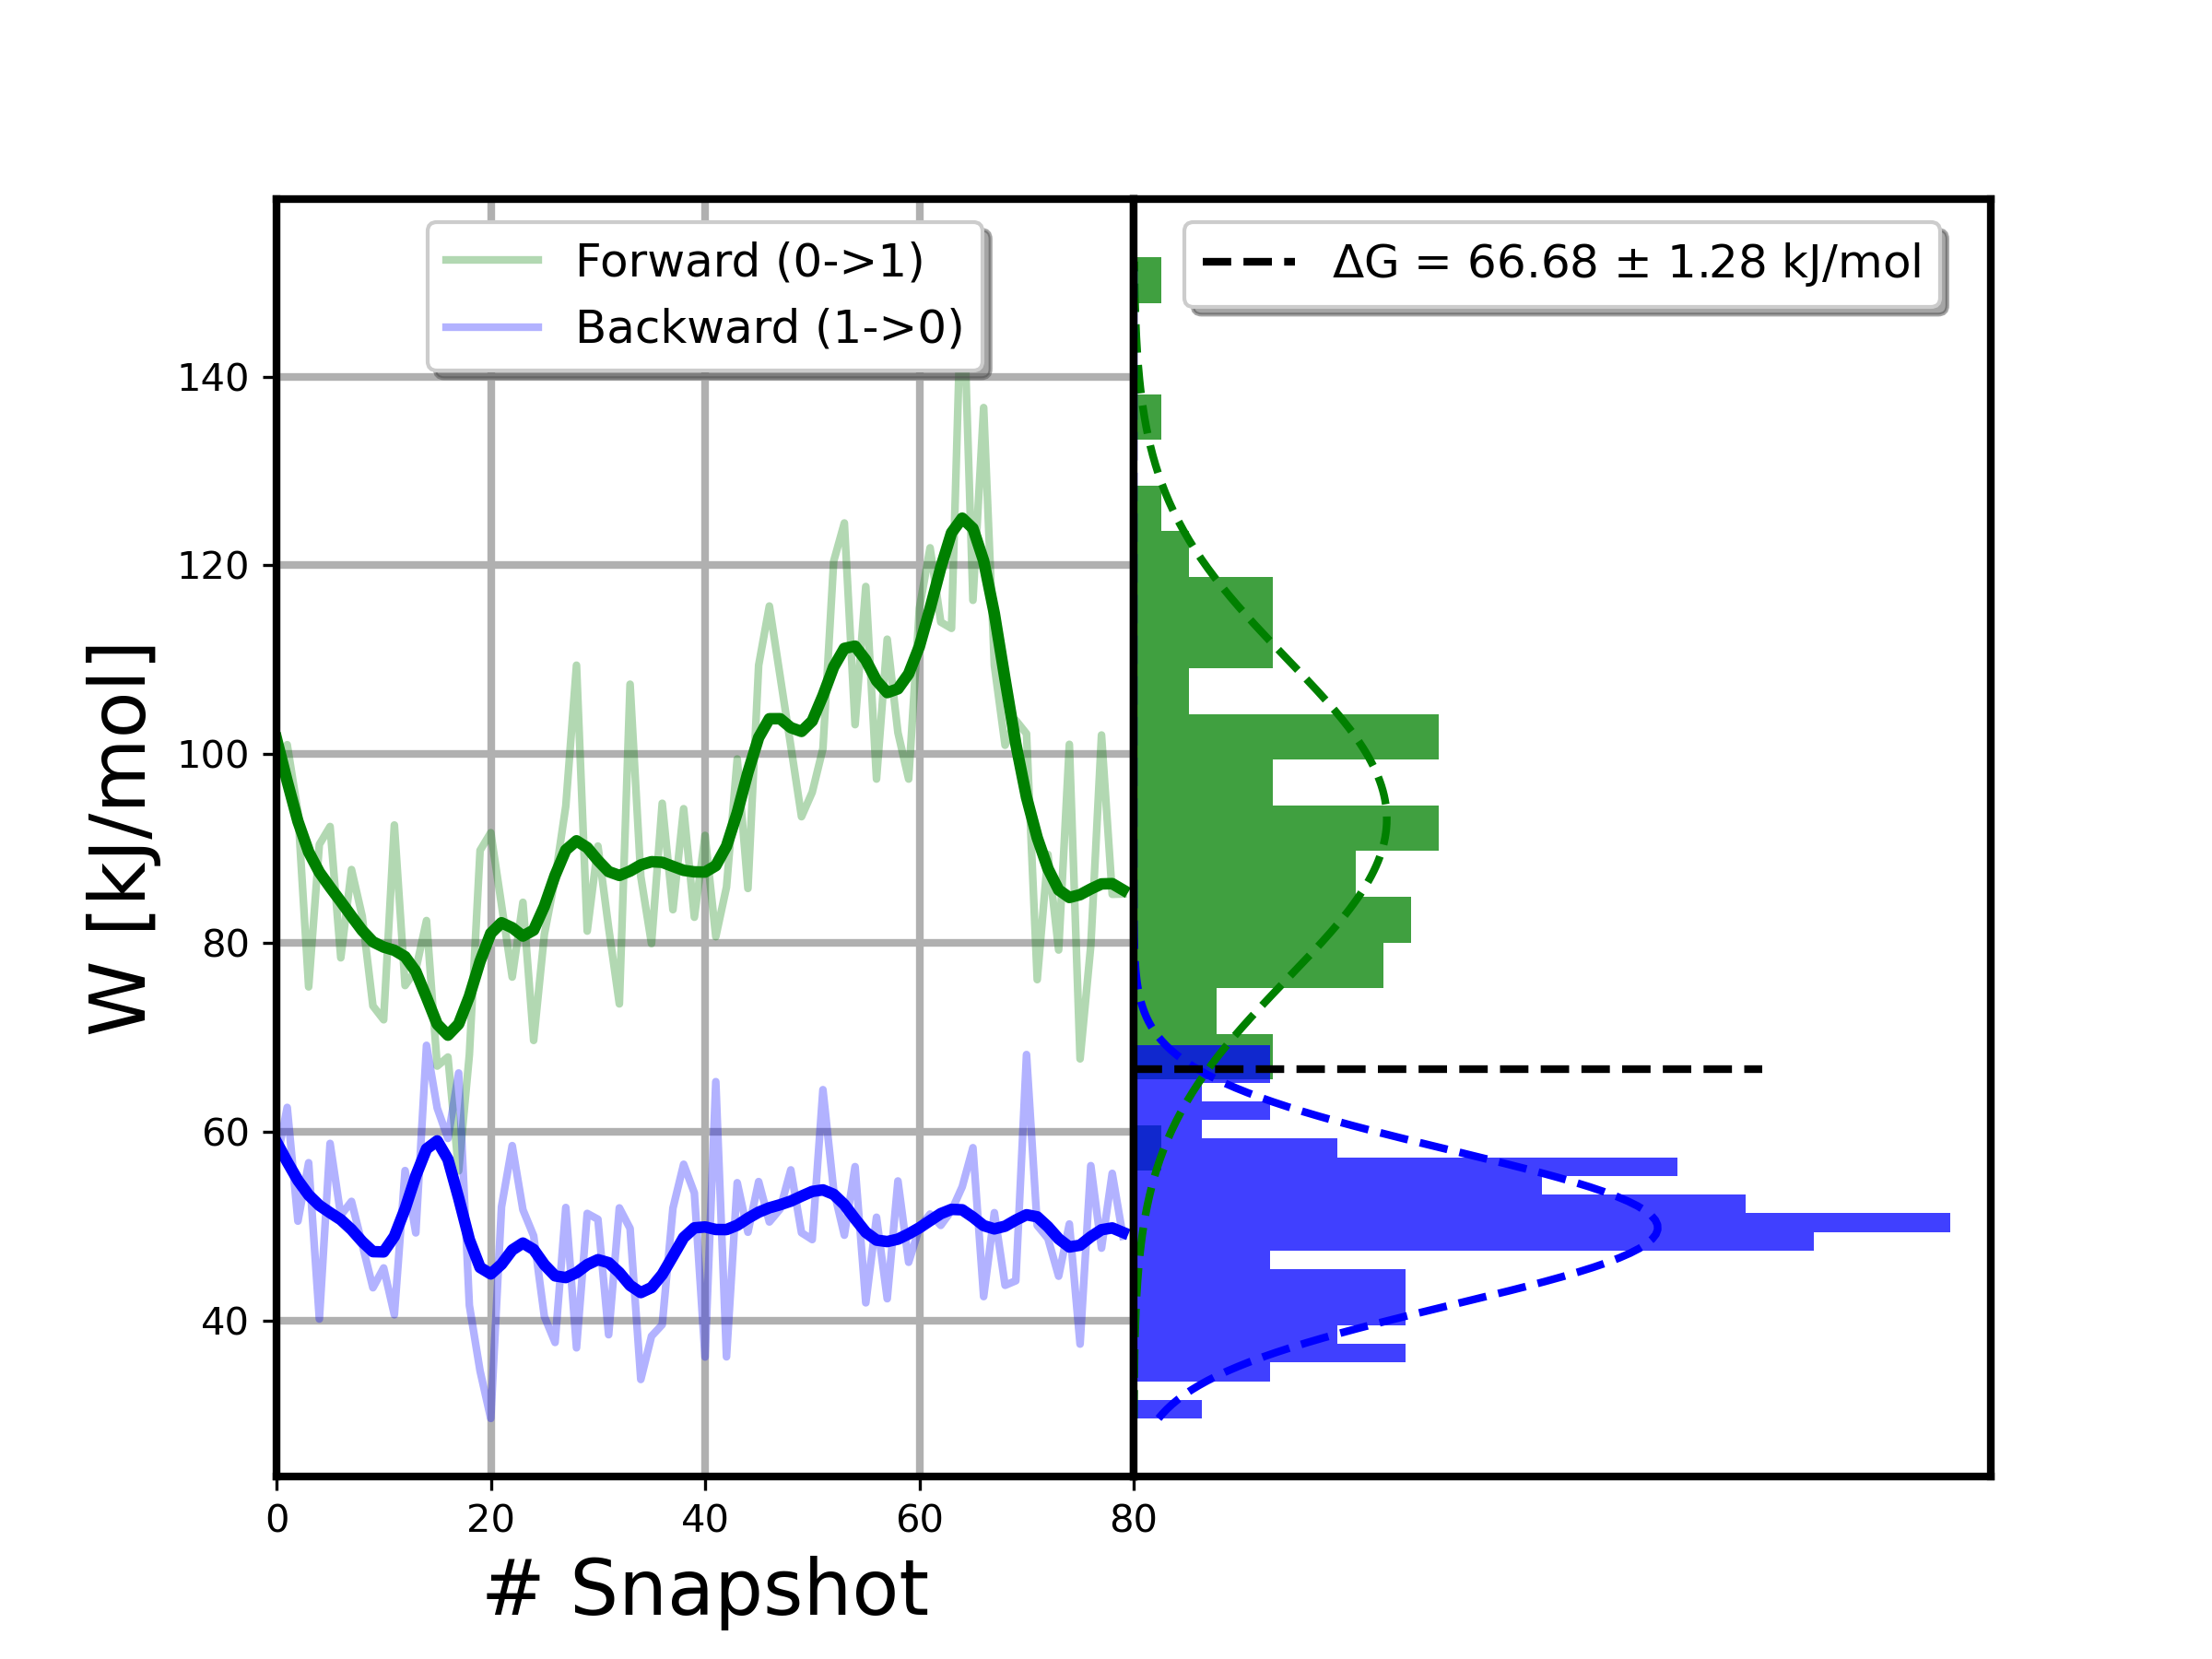 Forward (0->1)
Backward (1->0)
ΔG = 66.68 ± 1.28 kJ/mol
W [kJ/mol]
140
120
100
80
60
40
0 20 40 60 80
# Snapshot